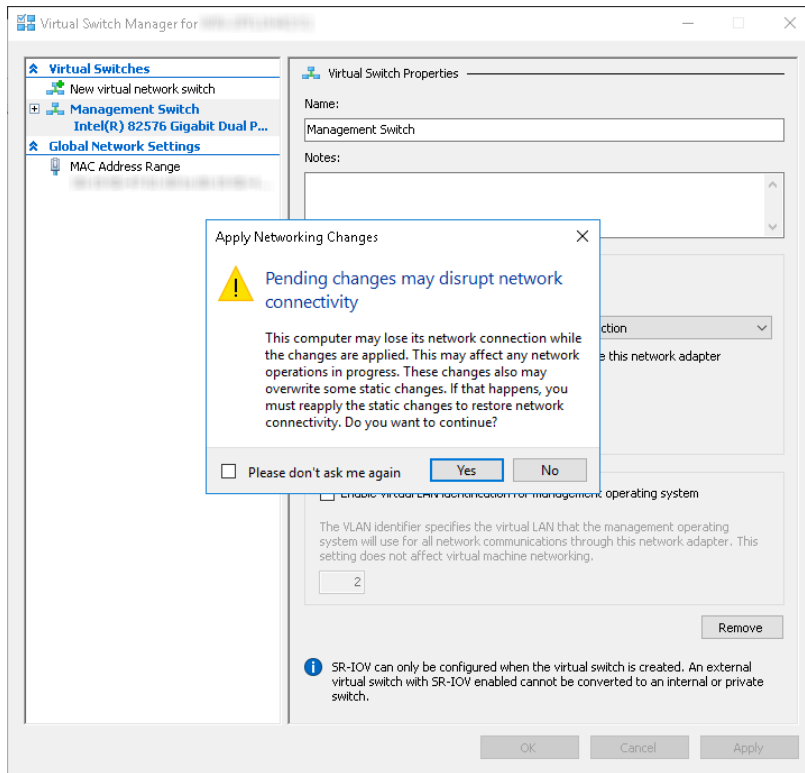 Virtual Switch Manager for
Virtual Switches
New virtual network switch
Management Switch
Intel(R) 82576 Gigabit Dual P...
Global Network Settings
MAC Address Range
Virtual Switch Properties
Name:
Management Switch
Notes:
Apply Networking Changes
Pending changes may disrupt network
connectivity
This computer may lose its network connection while
the changes are applied. This may affect any network
operations in progress. These changes also may
overwrite some static changes. If that happens, you
must reapply the static changes to restore network
connectivity. Do you want to continue?
Please don't ask me again
Yes
No
ction
e this network adapter
Enable virtual LAN identification for management operating system
The VLAN identifier specifies the virtual LAN that the management operating
system will use for all network communications through this network adapter. This
setting does not affect virtual machine networking.
2
Remove
SR-IOV can only be configured when the virtual switch is created. An external
virtual switch with SR-IOV enabled cannot be converted to an internal or private
switch.
OK
Cancel
Apply